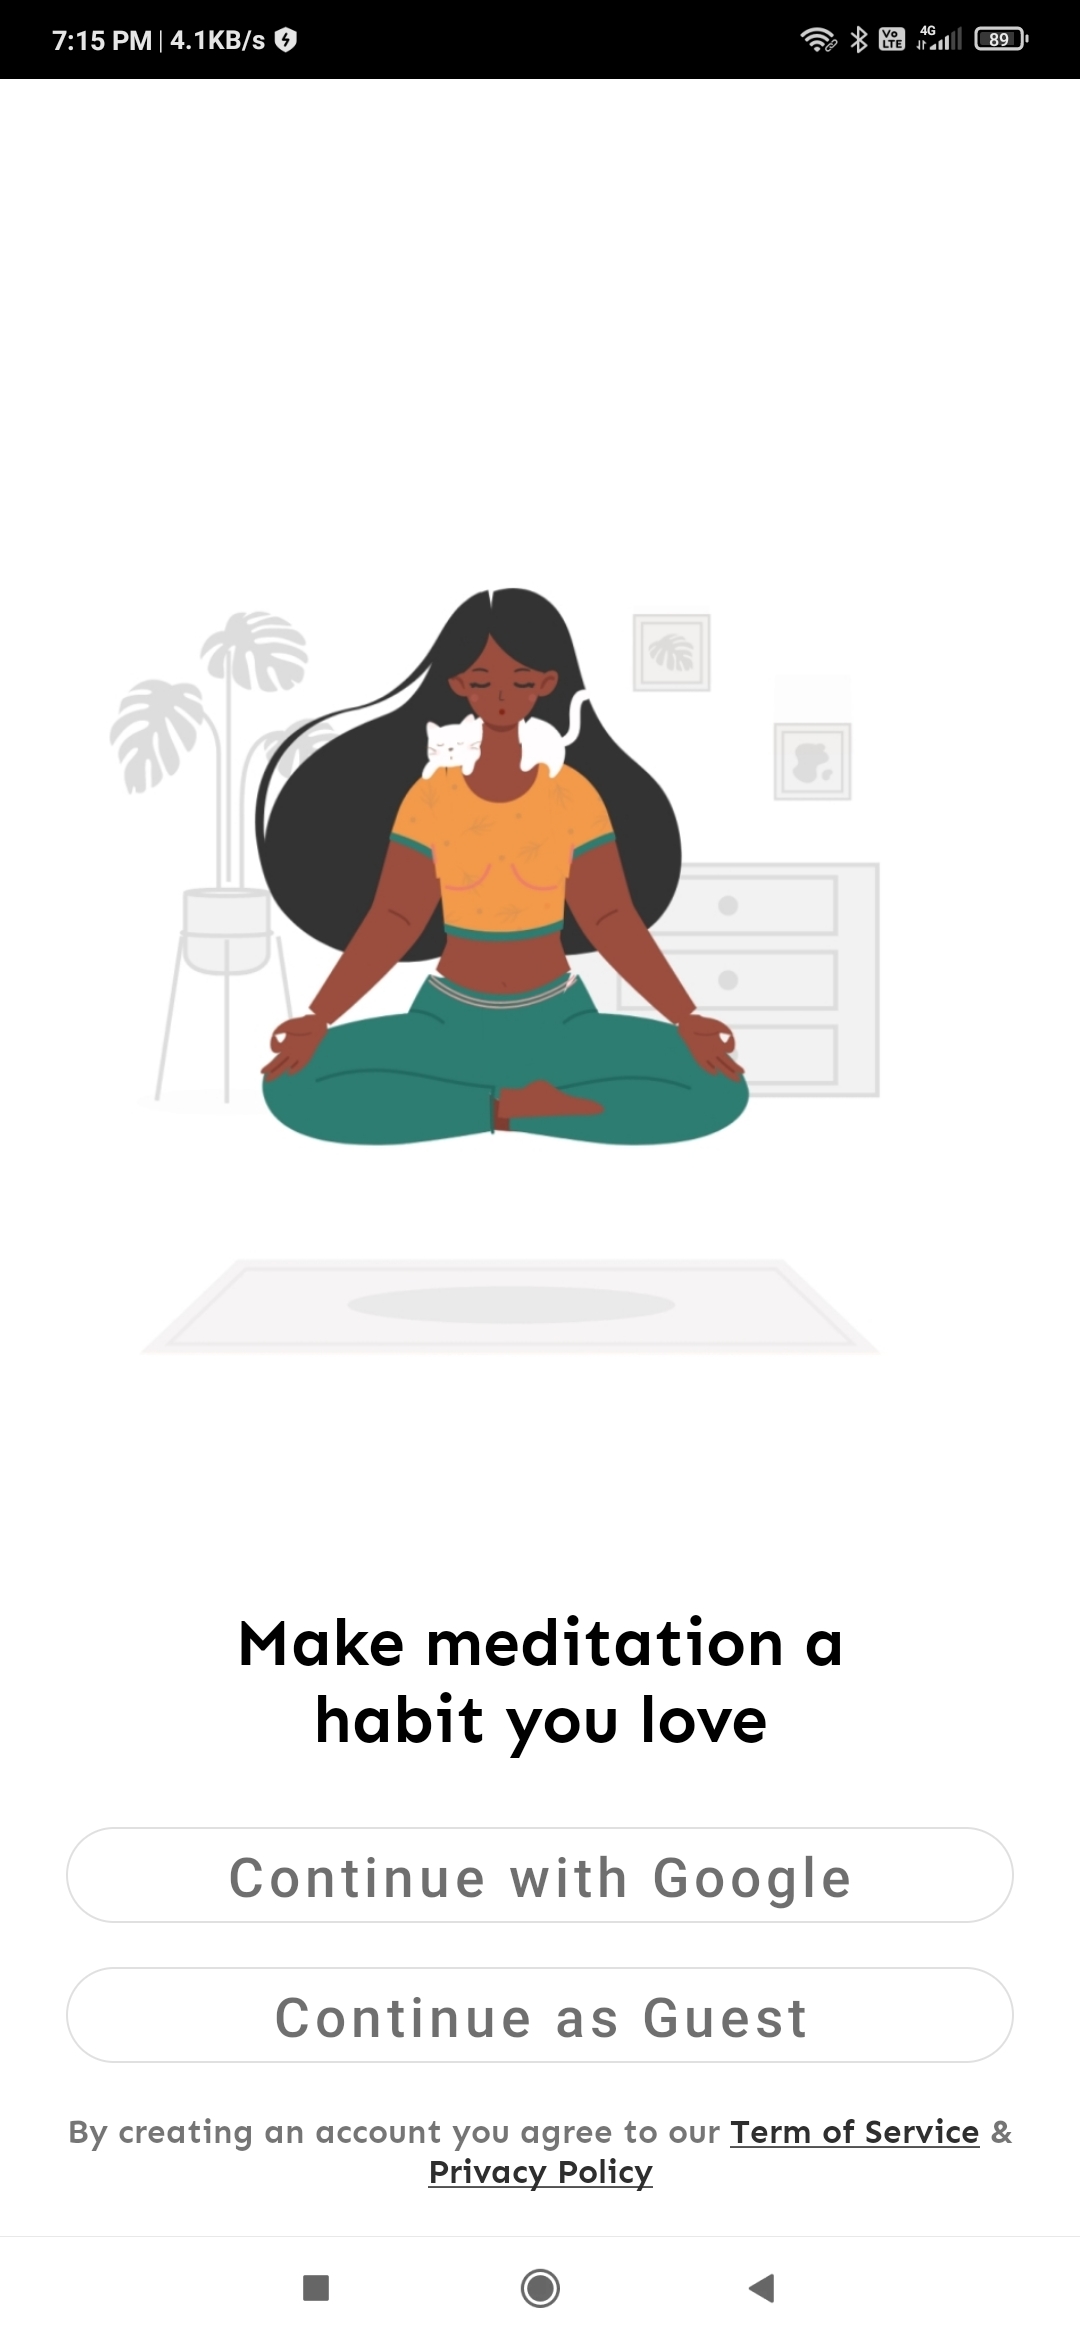 7:15 PM | 4.1KB/s
Vo LTE 4G 89
Make meditation a
habit you love
Continue with Google
Continue as Guest
By creating an account you agree to our Term of Service &
Privacy Policy